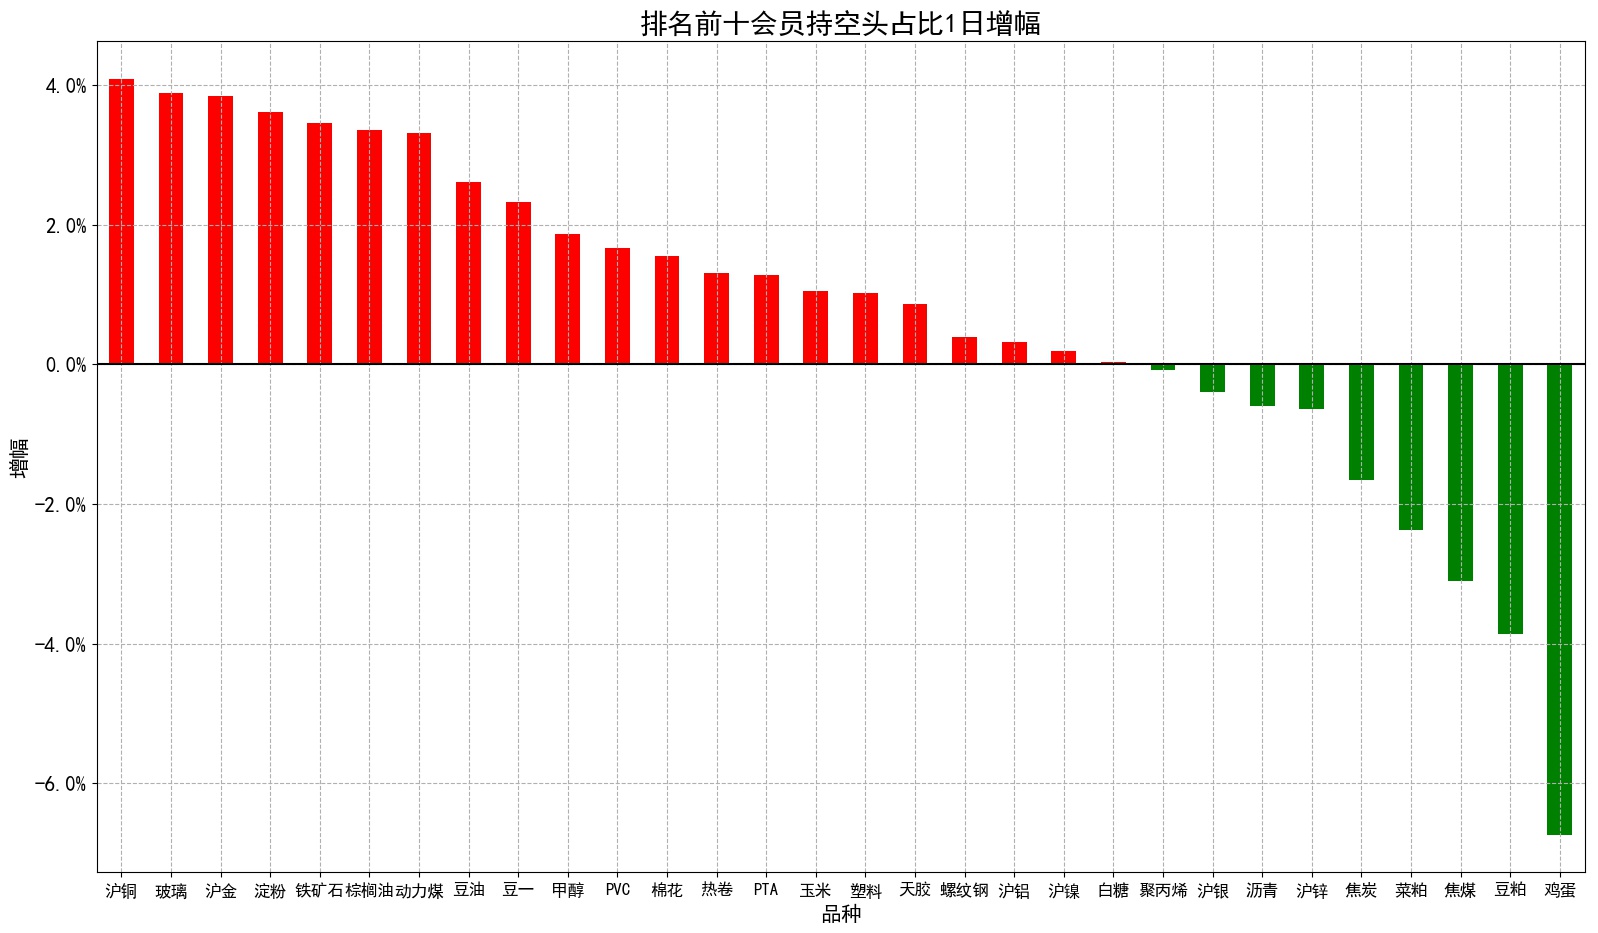 排名前十会员持空头占比1日增幅
4.0%
2.0%
0.0%
-2.0%
-4.0%
-6.0%
增幅
沪铜 玻璃 沪金 淀粉 铁矿石 棕榈油 动力煤 豆油 豆一 甲醇 PVC 棉花 热卷 PTA 玉米 塑料 天胶 螺纹钢 沪铝 沪镍 白糖 聚丙烯 沪银 沥青 沪锌 焦炭 菜粕 焦煤 豆粕 鸡蛋
品种